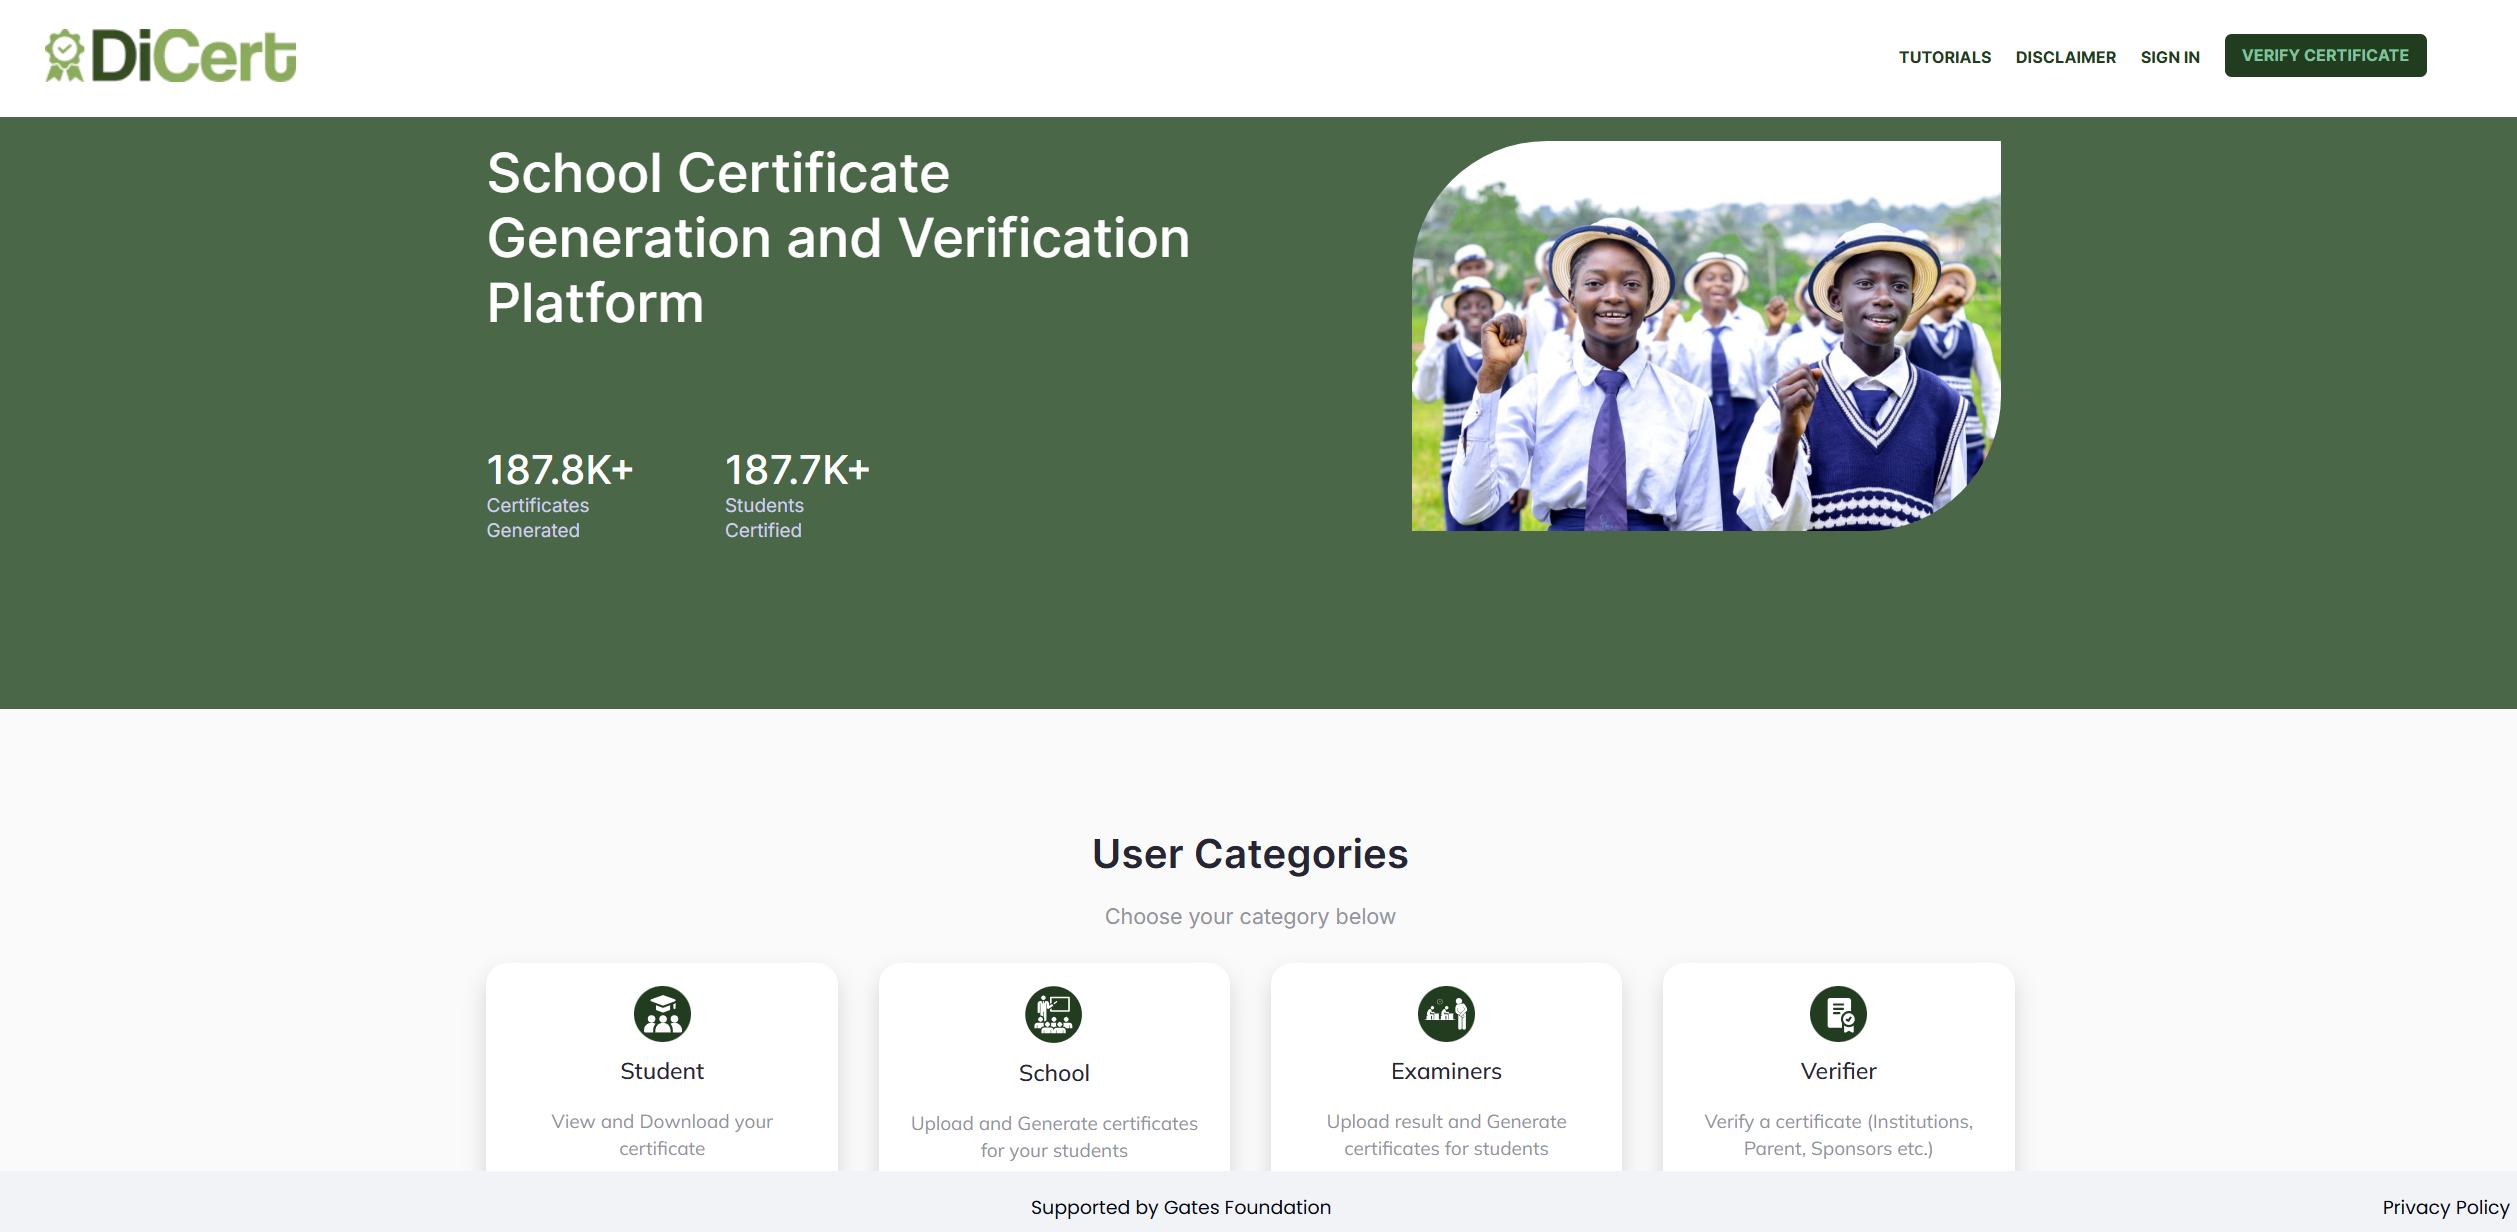 DiCert
TUTORIALS
DISCLAIMER
SIGN IN
VERIFY CERTIFICATE
School Certificate
Generation and Verification
Platform
187.8K+
Certificates
Generated
187.7K+
Students
Certified
User Categories
Choose your category below
Student
View and Download your
certificate
School
Upload and Generate certificates
for your students
Examiners
Upload result and Generate
certificates for students
Verifier
Verify a certificate (Institutions,
Parent, Sponsors etc.)
Supported by Gates Foundation
Privacy Policy